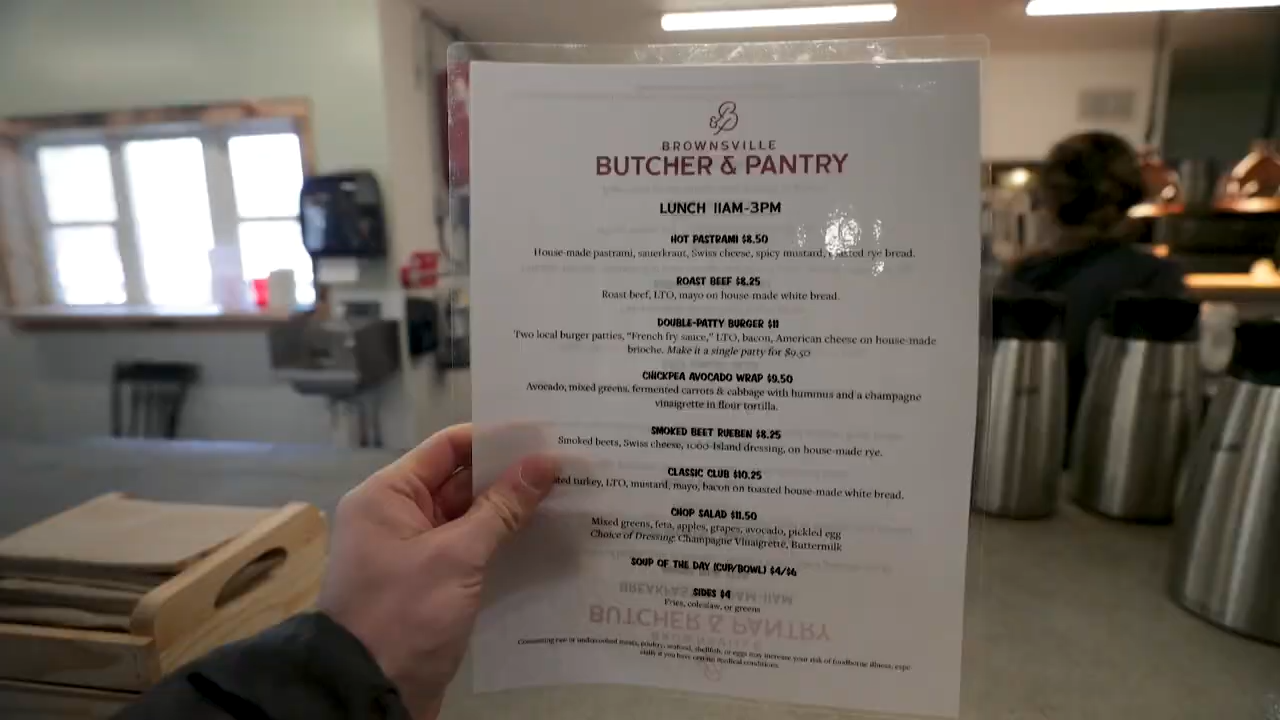 BROWNSVILLE
BUTCHER & PANTRY
LUNCH 11AM-3PM
HOT PASTRAMI $8.50
House-made pastrami, sauerkraut, Swiss cheese, spicy mustard, rye bread.
ROAST BEEF $8.25
Roast beef, LTO, mayo on house-made white bread.
DOUBLE-PATTY BURGER $11
Two local burger patties, "French fry sauce," LTO, bacon, American cheese on house-made
brioche. Make it a single patty for $9.50
CHICKPEA AVOCADO WRAP $9.50
Avocado, mixed greens, fermented carrots & cabbage with hummus and a champagne
vinaigrette in flour tortilla.
SMOKED BEET RUEBEN $8.25
Smoked beets, Swiss cheese, 1000-Island dressing, on house-made rye.
CLASSIC CLUB $10.25
turkey, LTO, mustard, mayo, bacon on toasted house-made white bread.
CHOP SALAD $11.50
Mixed greens, feta, apples, grapes, avocado, pickled egg
Choice of Dressing: Champagne Vinaigrette, Buttermilk
SOUP OF THE DAY (CUP/BOWL) $4/$6
SIDES $4
Fries, coleslaw, or greens
Consuming raw or undercooked meats, poultry, seafood, shellfish, or eggs may increase your risk of foodborne illness, espe-
cially if you have certain medical conditions.